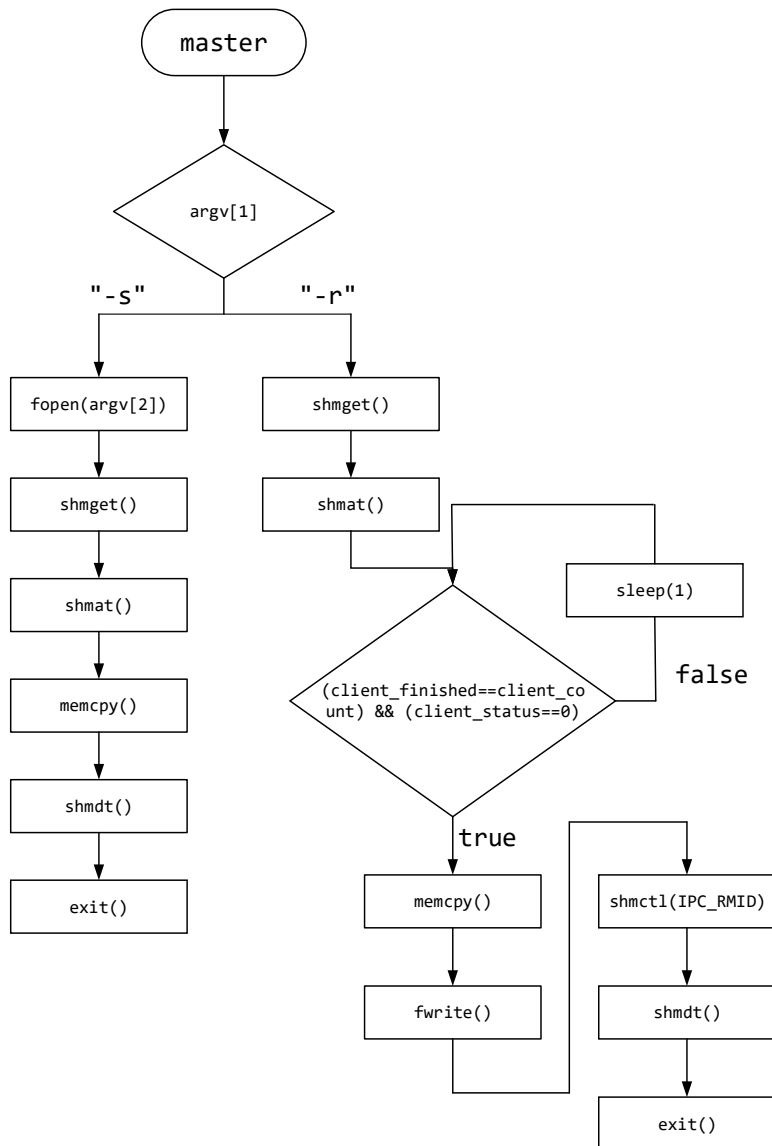 master
argv[1]
"-s"
"-r"
fopen(argv[2])
shmget()
shmat()
memcpy()
shmdt()
exit()
shmget()
shmat()
sleep(1)
(client_finished==client_co
unt) && (client_status==0)
false
true
memcpy()
fwrite()
shmctl(IPC_RMID)
shmdt()
exit()